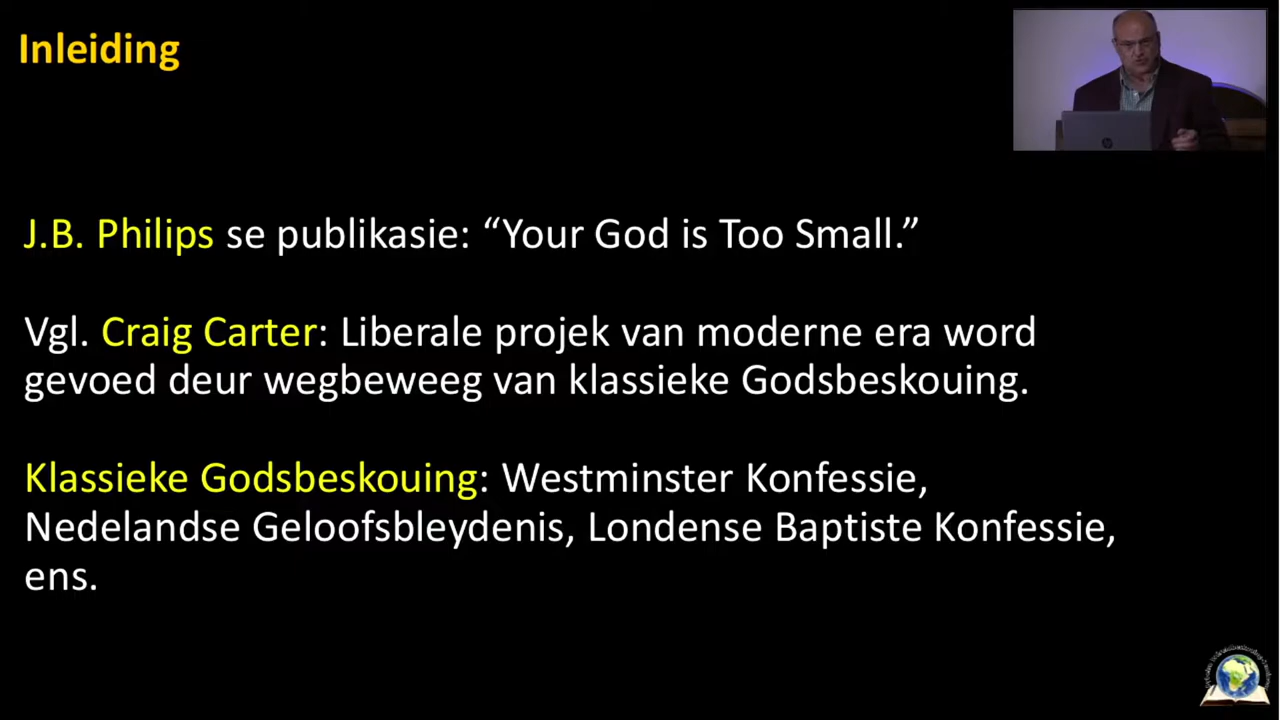 Inleiding
J.B. Philips se publikasie: “Your God is Too Small.”
Vgl. Craig Carter: Liberale projek van moderne era word
gevoed deur wegbeweeg van klassieke Godsbeskouing.
Klassieke Godsbeskouing: Westminster Konfessie,
Nedelandse Geloofsbleydenis, Londense Baptiste Konfessie,
ens.